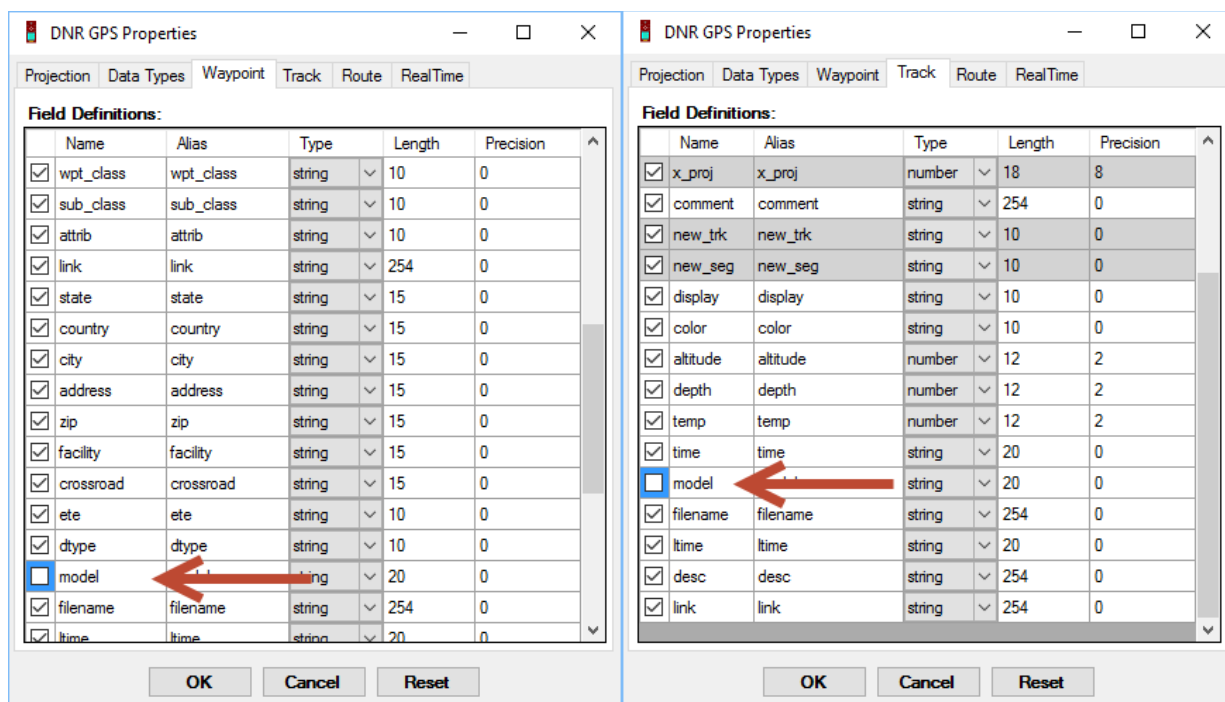 DNR GPS Properties
Projection Data Types Waypoint Track Route RealTime
Field Definitions:
Name Alias Type Length Precision
wpt_class wpt_class string 10 0
sub_class sub_class string 10 0
attrib attrib string 10 0
link link string 254 0
state state string 15 0
country country string 15 0
city city string 15 0
address address string 15 0
zip zip string 15 0
facility facility string 15 0
crossroad crossroad string 15 0
ete ete string 10 0
dtype dtype string 10 0
model 20 0
filename filename string 254 0
ltime ltime string 20 0
OK Cancel Reset
DNR GPS Properties
Projection Data Types Waypoint Track Route RealTime
Field Definitions:
Name Alias Type Length Precision
x_proj x_proj number 18 8
comment comment string 254 0
new_trk new_trk string 10 0
new_seg new_seg string 10 0
display display string 10 0
color color string 10 0
altitude altitude number 12 2
depth depth number 12 2
temp temp number 12 2
time time string 20 0
model string 20 0
filename filename string 254 0
ltime ltime string 20 0
desc desc string 254 0
link link string 254 0
OK Cancel Reset